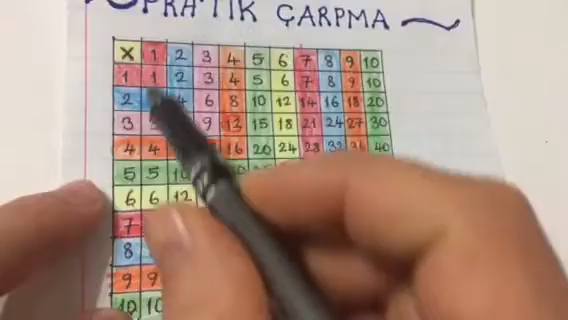 PRATİK ÇARPMA
X 1 2 3 4 5 6 7 8 9 10
1 1 2 3 4 5 6 7 8 9 10
2 4 6 8 10 12 14 16 18 20
3 9 13 15 18 21 24 27 30
4 4 16 20 24 28 32 36 40
5 5 10
6 6 12
7
8
9 9
10 10